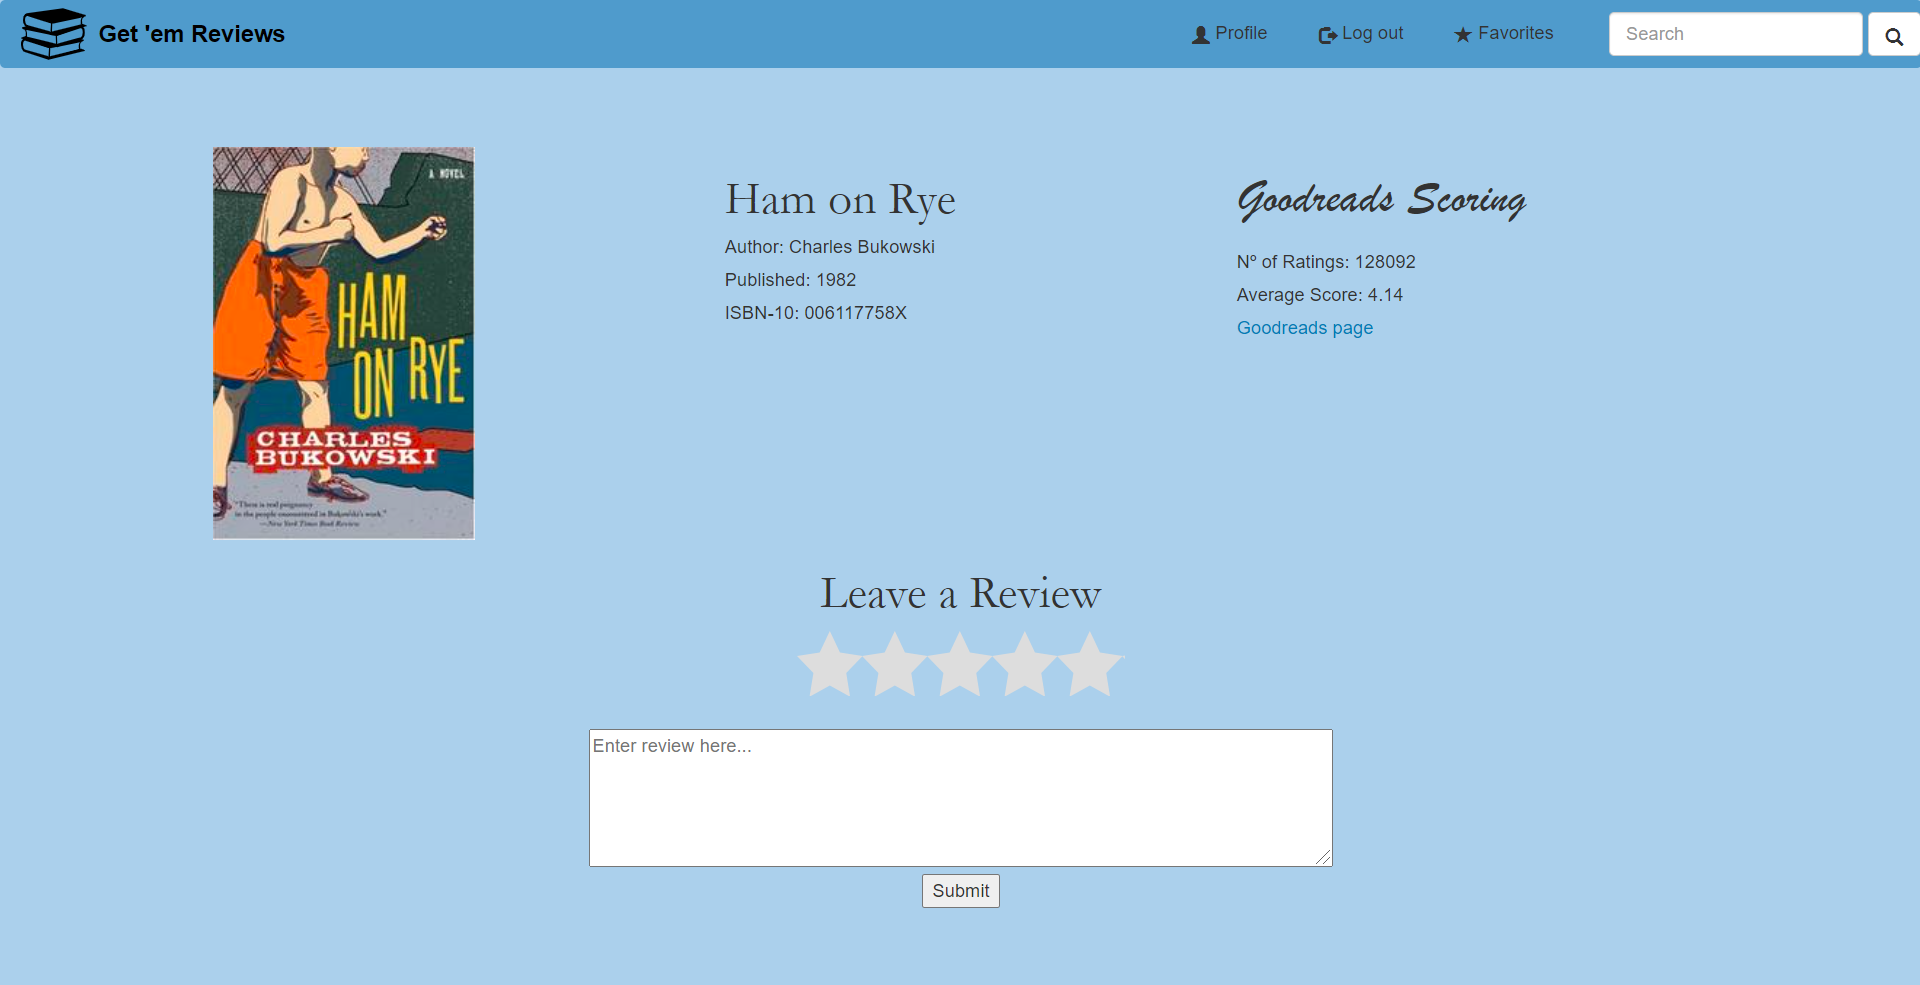 Get 'em Reviews
Profile
Log out
Favorites
Search
A NOVEL
HAM
ON RYE
CHARLES
BUKOWSKI
"There is real poignancy
in the people encountered in Bukowski's work."
—New York Times Book Review
Ham on Rye
Author: Charles Bukowski
Published: 1982
ISBN-10: 006117758X
Goodreads Scoring
Nº of Ratings: 128092
Average Score: 4.14
Goodreads page
Leave a Review
Enter review here...
Submit